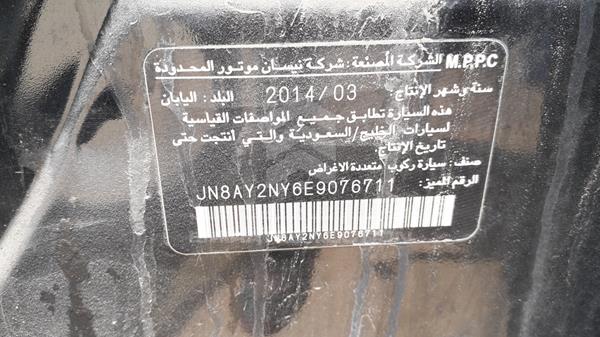 M.P.P.C الشركة المصنعة: شركة نيسان موتور المحدودة
سنة وشهر الإنتاج: 2014/03 البلد: اليابان
هذه السيارة تطابق جميع المواصفات القياسية
لسيارات الخليج/السعودية والتي أنتجت حتى
تاريخ الإنتاج.
صنف: سيارة ركوب متعددة الاغراض
الرقم المميز: JN8AY2NY6E9076711
JN8AY2NY6E9076711